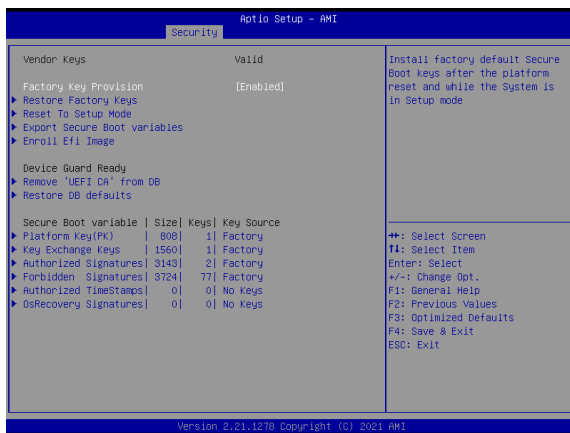 Aptio Setup - AMI
Security
Vendor Keys Valid
Factory Key Provision [Enabled]
Restore Factory Keys
Reset To Setup Mode
Export Secure Boot variables
Enroll Efi Image
Device Guard Ready
Remove 'UEFI CA' from DB
Restore DB defaults
Secure Boot variable | Size| Keys| Key Source
Platform Key(PK) | 808| 1| Factory
Key Exchange Keys | 1560| 1| Factory
Authorized Signatures| 3143| 2| Factory
Forbidden Signatures| 3724| 77| Factory
Authorized TimeStamps| 0| 0| No Keys
OsRecovery Signatures| 0| 0| No Keys
Install factory default Secure
Boot keys after the platform
reset and while the System is
in Setup mode
→←: Select Screen
↑↓: Select Item
Enter: Select
+/-: Change Opt.
F1: General Help
F2: Previous Values
F3: Optimized Defaults
F4: Save & Exit
ESC: Exit
Version 2.21.1278 Copyright (C) 2021 AMI